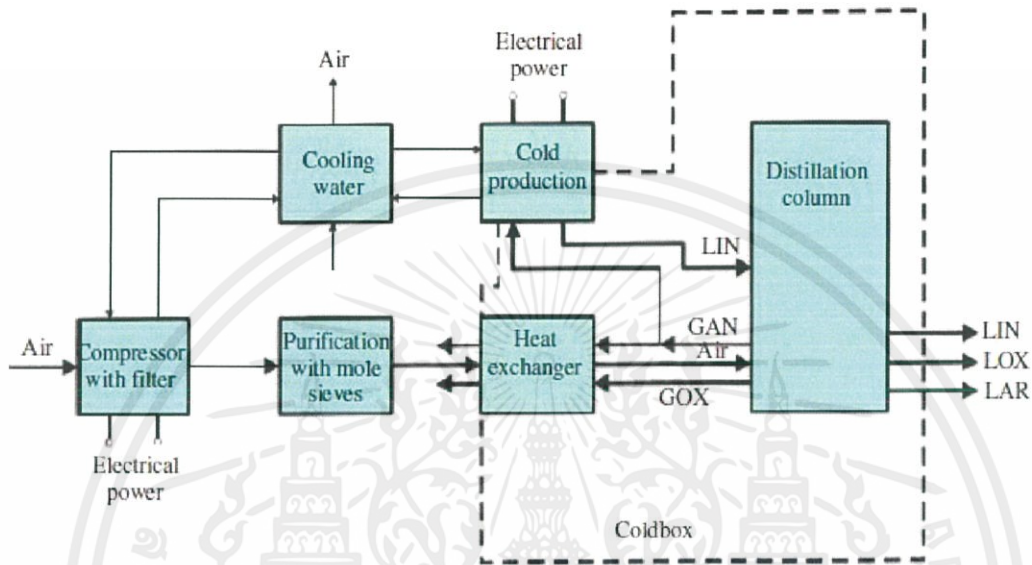 Electrical
power
Air
Cooling
water
Cold
production
Distillation
column
LIN
Air
Compressor
with filter
Purification
with mole
sieves
Heat
exchanger
GAN
Air
GOX
LIN
LOX
LAR
Electrical
power
Coldbox